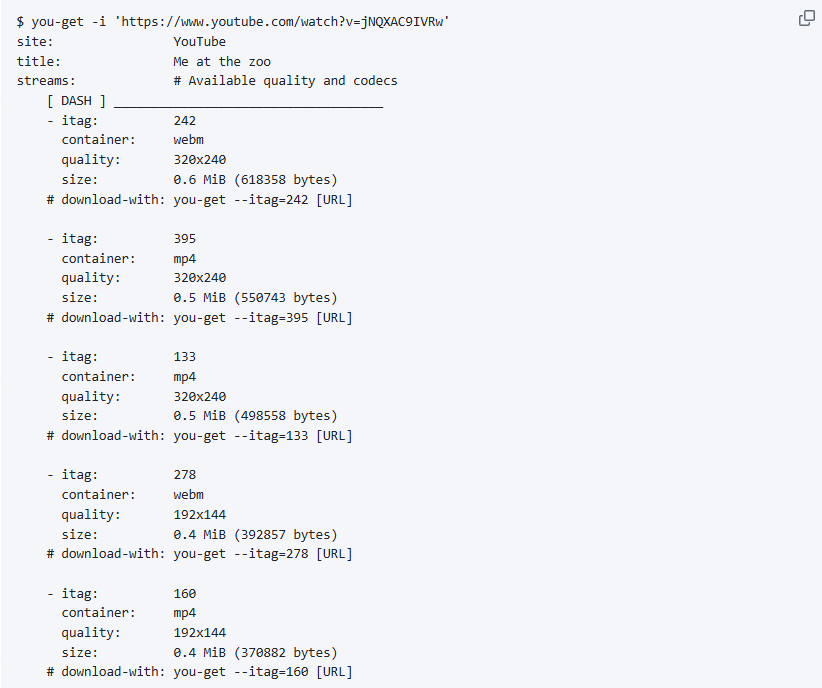 $ you-get -i 'https://www.youtube.com/watch?v=jNQXAC9IVRw'
site:                YouTube
title:               Me at the zoo
streams:             # Available quality and codecs
    [ DASH ] ____________________________________
    - itag:          242
      container:     webm
      quality:       320x240
      size:          0.6 MiB (618358 bytes)
    # download-with: you-get --itag=242 [URL]

    - itag:          395
      container:     mp4
      quality:       320x240
      size:          0.5 MiB (550743 bytes)
    # download-with: you-get --itag=395 [URL]

    - itag:          133
      container:     mp4
      quality:       320x240
      size:          0.5 MiB (498558 bytes)
    # download-with: you-get --itag=133 [URL]

    - itag:          278
      container:     webm
      quality:       192x144
      size:          0.4 MiB (392857 bytes)
    # download-with: you-get --itag=278 [URL]

    - itag:          160
      container:     mp4
      quality:       192x144
      size:          0.4 MiB (370882 bytes)
    # download-with: you-get --itag=160 [URL]